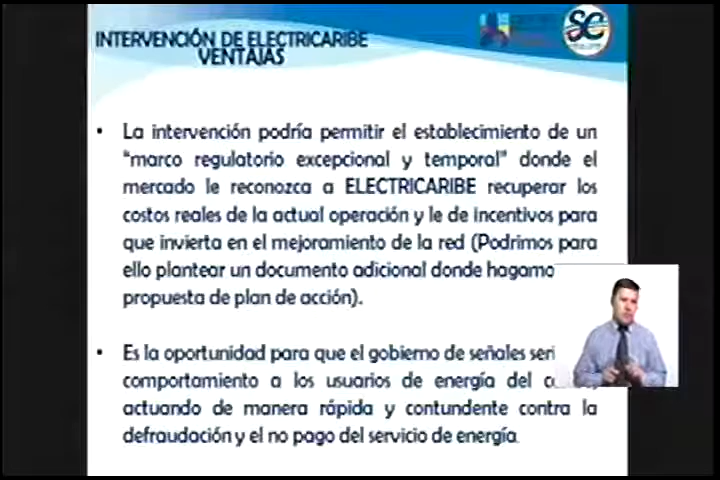 INTERVENCIÓN DE ELECTRICARIBE
VENTAJAS
SC
• La intervención podría permitir el establecimiento de un
"marco regulatorio excepcional y temporal" donde el
mercado le reconozca a ELECTRICARIBE recuperar los
costos reales de la actual operación y le de incentivos para
que invierta en el mejoramiento de la red (Podrimos para
ello plantear un documento adicional donde hagamo
propuesta de plan de acción).
• Es la oportunidad para que el gobierno de señales seri
comportamiento a los usuarios de energía del c
actuando de manera rápida y contundente contra la
defraudación y el no pago del servicio de energía.